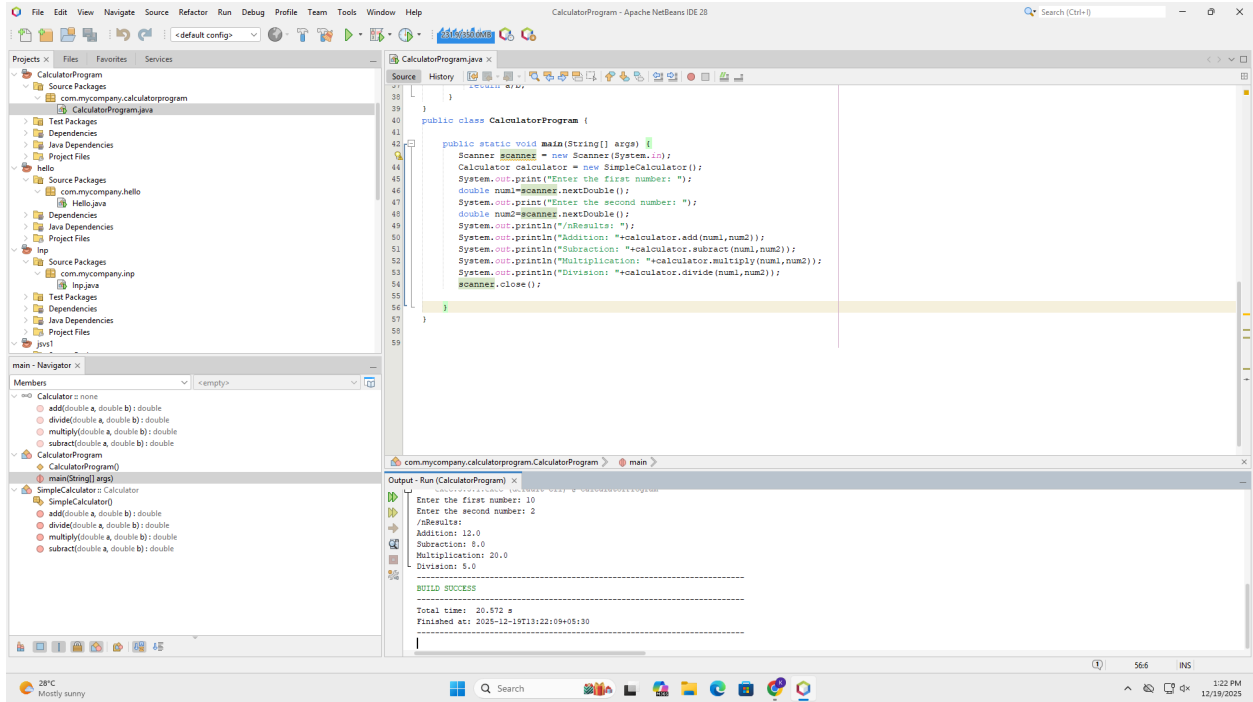 File Edit View Navigate Source Refactor Run Debug Profile Team Tools Window Help
CalculatorProgram - Apache NetBeans IDE 28
Search (Ctrl+I)
<default config>
Projects × Files Favorites Services
CalculatorProgram
Source Packages
com.mycompany.calculatorprogram
CalculatorProgram.java
Test Packages
Dependencies
Java Dependencies
Project Files
hello
Source Packages
com.mycompany.hello
Hello.java
Dependencies
Java Dependencies
Project Files
Inp
Source Packages
com.mycompany.inp
Inp.java
Test Packages
Dependencies
Java Dependencies
Project Files
jsvs1
main - Navigator ×
Members
<empty>
Calculator :: none
add(double a, double b) : double
divide(double a, double b) : double
multiply(double a, double b) : double
subract(double a, double b) : double
CalculatorProgram
CalculatorProgram()
main(String[] args)
SimpleCalculator :: Calculator
SimpleCalculator()
add(double a, double b) : double
divide(double a, double b) : double
multiply(double a, double b) : double
subract(double a, double b) : double
CalculatorProgram.java ×
Source History
37 return a/b;
38 }
39 }
40 public class CalculatorProgram {
41
42 public static void main(String[] args) {
Scanner scanner = new Scanner(System.in);
44 Calculator calculator = new SimpleCalculator();
45 System.out.print("Enter the first number: ");
46 double num1=scanner.nextDouble();
47 System.out.print("Enter the second number: ");
48 double num2=scanner.nextDouble();
49 System.out.println("/nResults: ");
50 System.out.println("Addition: "+calculator.add(num1,num2));
51 System.out.println("Subraction: "+calculator.subract(num1,num2));
52 System.out.println("Multiplication: "+calculator.multiply(num1,num2));
53 System.out.println("Division: "+calculator.divide(num1,num2));
54 scanner.close();
55
56 }
57 }
58
59
com.mycompany.calculatorprogram.CalculatorProgram main
Output - Run (CalculatorProgram) ×
Enter the first number: 10
Enter the second number: 2
/nResults:
Addition: 12.0
Subraction: 8.0
Multiplication: 20.0
Division: 5.0
------------------------------------------------------------------------
BUILD SUCCESS
------------------------------------------------------------------------
Total time:  20.572 s
Finished at: 2025-12-19T13:22:09+05:30
------------------------------------------------------------------------
1
56:6
INS
28°C
Mostly sunny
Search
1:22 PM
12/19/2025